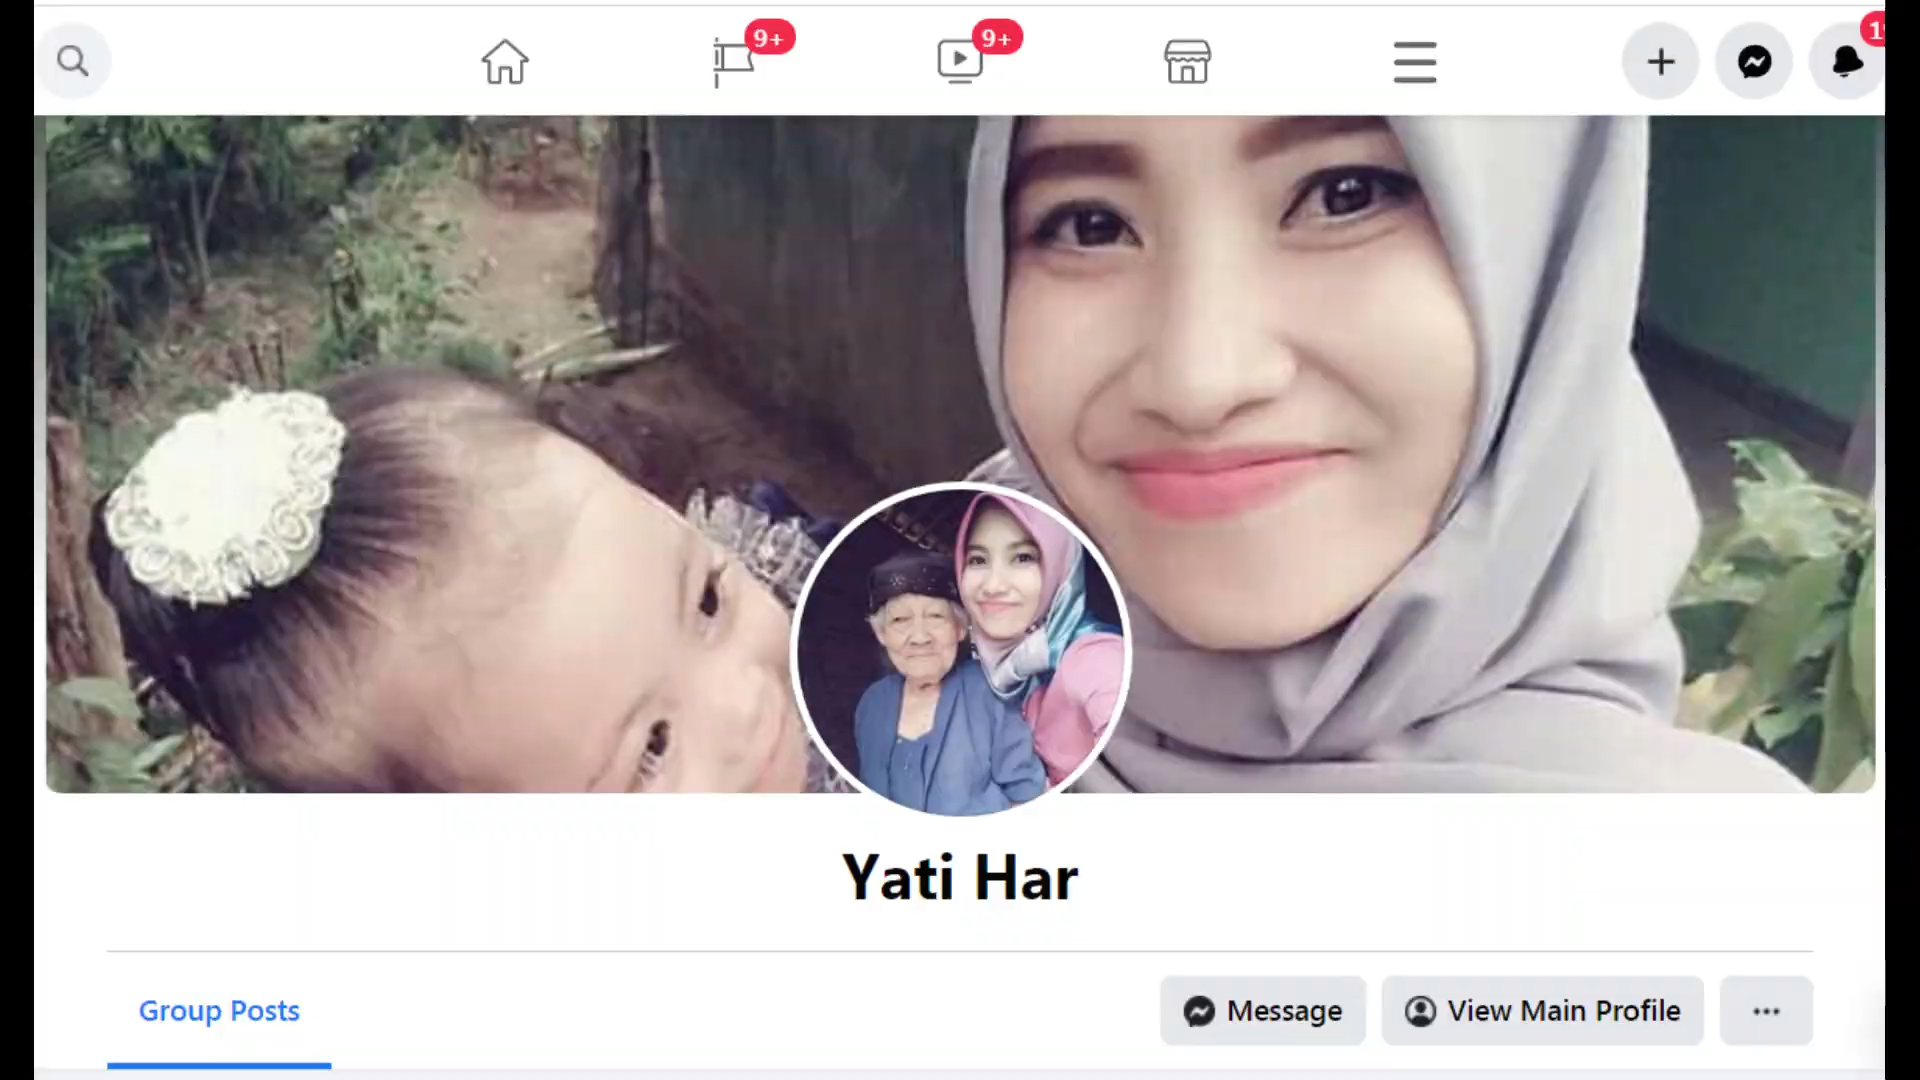 9+
9+
1
Yati Har
Group Posts
Message
View Main Profile